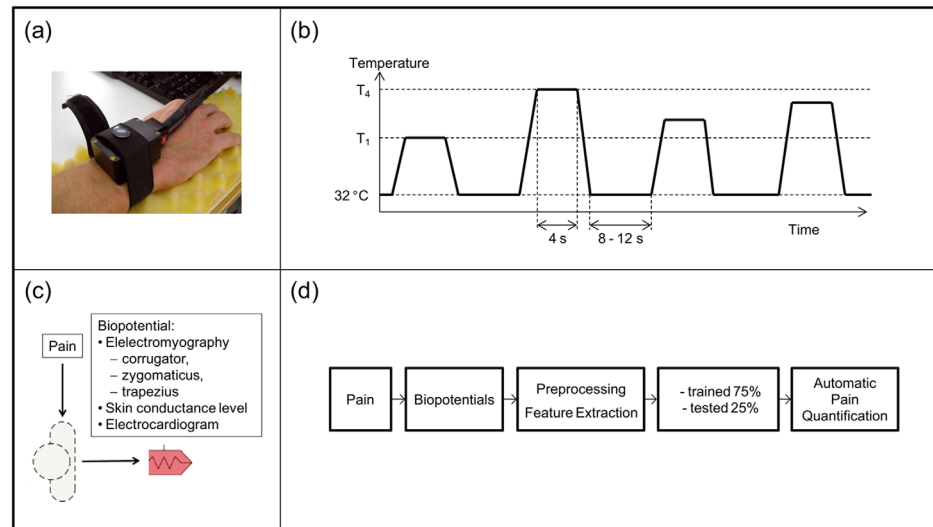 (a)
(b)
Temperature
T4
T1
32 °C
4 s
8 - 12 s
Time
(c)
Pain
Biopotential:
• Elelectromyography
– corrugator,
– zygomaticus,
– trapezius
• Skin conductance level
• Electrocardiogram
(d)
Pain
Biopotentials
Preprocessing
Feature Extraction
- trained 75%
- tested 25%
Automatic
Pain
Quantification